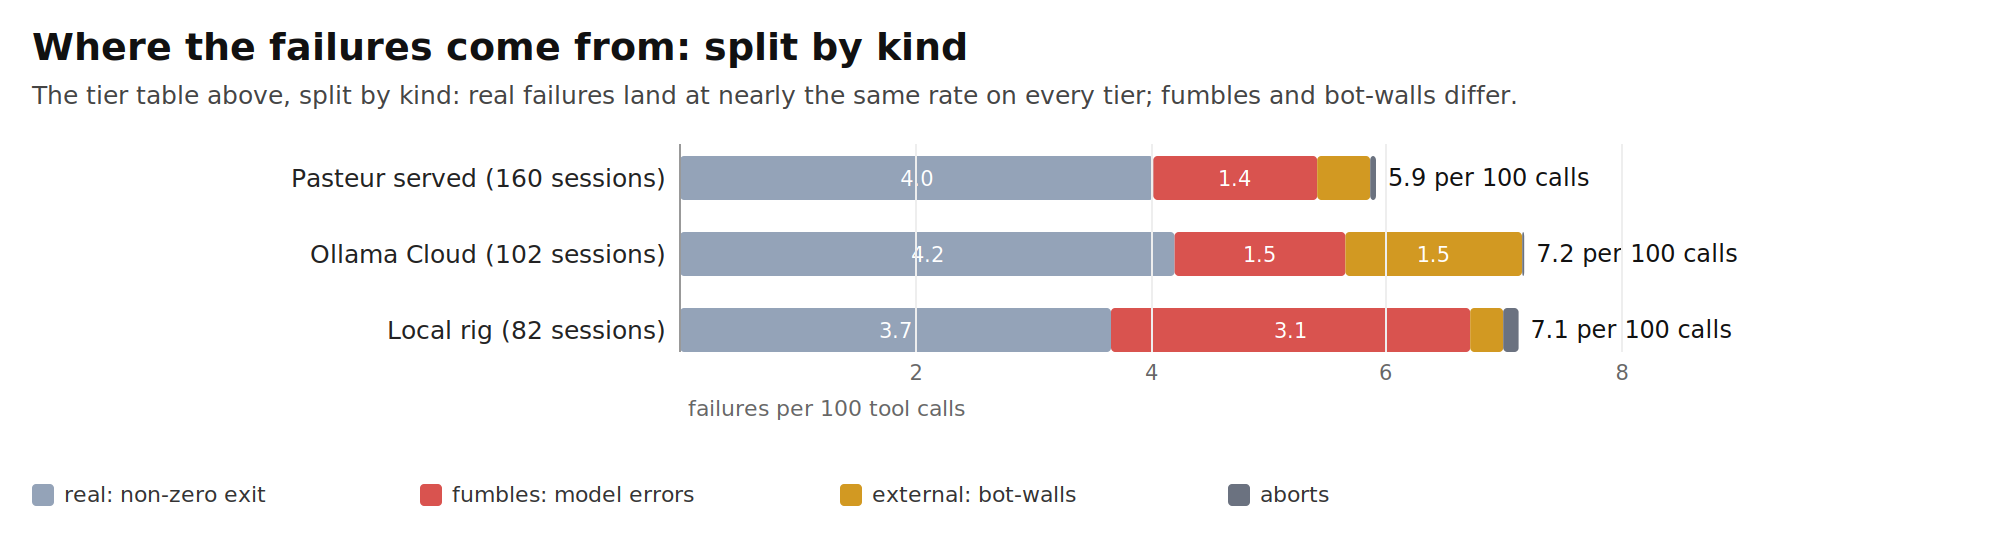 Where the failures come from: split by kind
The tier table above, split by kind: real failures land at nearly the same rate on every tier; fumbles and bot-walls differ.
Pasteur served (160 sessions) 4.0 1.4 5.9 per 100 calls
Ollama Cloud (102 sessions) 4.2 1.5 1.5 7.2 per 100 calls
Local rig (82 sessions) 3.7 3.1 7.1 per 100 calls
2 4 6 8
failures per 100 tool calls
real: non-zero exit fumbles: model errors external: bot-walls aborts